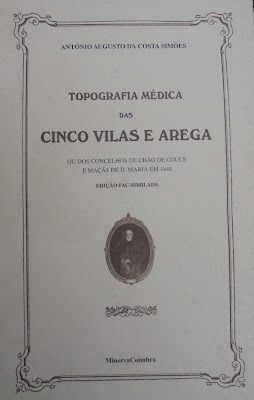 ANTÓNIO AUGUSTO DA COSTA SIMÕES
TOPOGRAFIA MÉDICA
DAS
CINCO VILAS E AREGA
OU DOS CONCELHOS DE CHÃO DE COUCE
E MAÇÃS DE D. MARIA EM 1848
EDIÇÃO FAC-SIMILADA
MinervaCoimbra